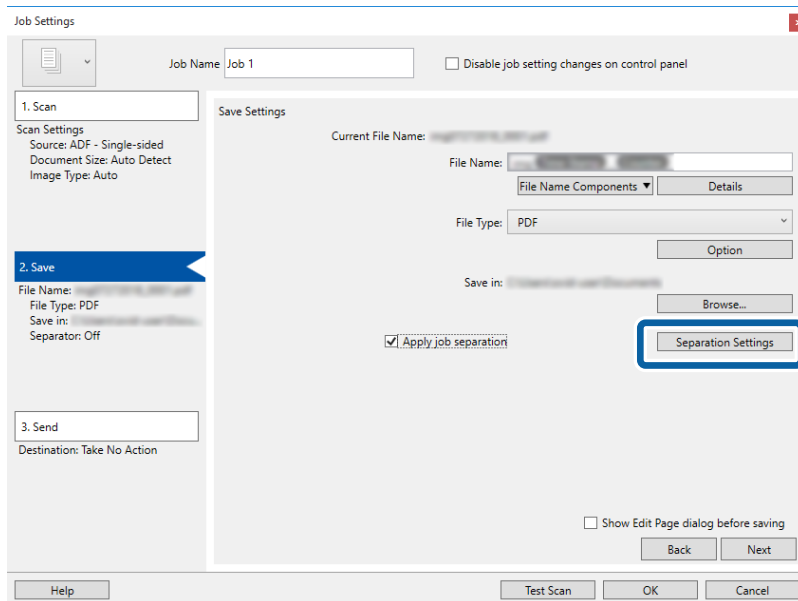 Job Settings
Job Name Job 1
Disable job setting changes on control panel
1. Scan
Scan Settings
Source: ADF - Single-sided
Document Size: Auto Detect
Image Type: Auto
2. Save
File Name:
File Type: PDF
Save in:
Separator: Off
3. Send
Destination: Take No Action
Save Settings
Current File Name:
File Name:
File Name Components ▼ Details
File Type: PDF
Option
Save in:
Browse...
Apply job separation Separation Settings
Show Edit Page dialog before saving
Back Next
Help Test Scan OK Cancel